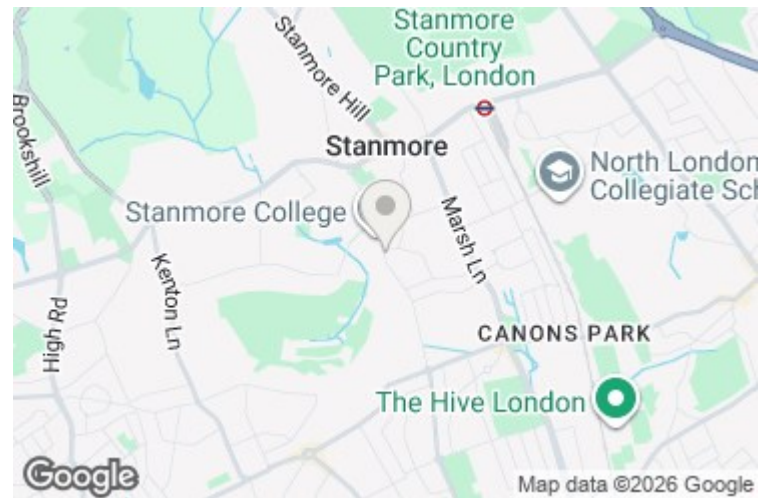 Stanmore
Country
Park, London
Stanmore Hill
Brookshill
Stanmore
North London
Collegiate Sch
Stanmore College
Marsh Ln
Kenton Ln
High Rd
CANONS PARK
The Hive London
Google
Map data ©2026 Google